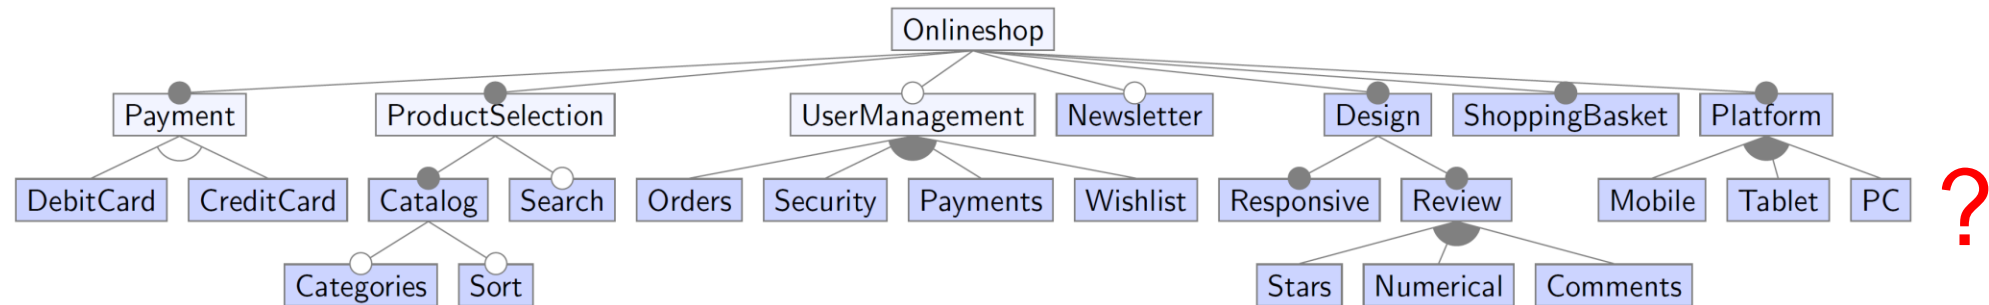 Onlineshop
Payment ProductSelection UserManagement Newsletter Design ShoppingBasket Platform
DebitCard CreditCard Catalog Search Orders Security Payments Wishlist Responsive Review Mobile Tablet PC ?
Categories Sort Stars Numerical Comments